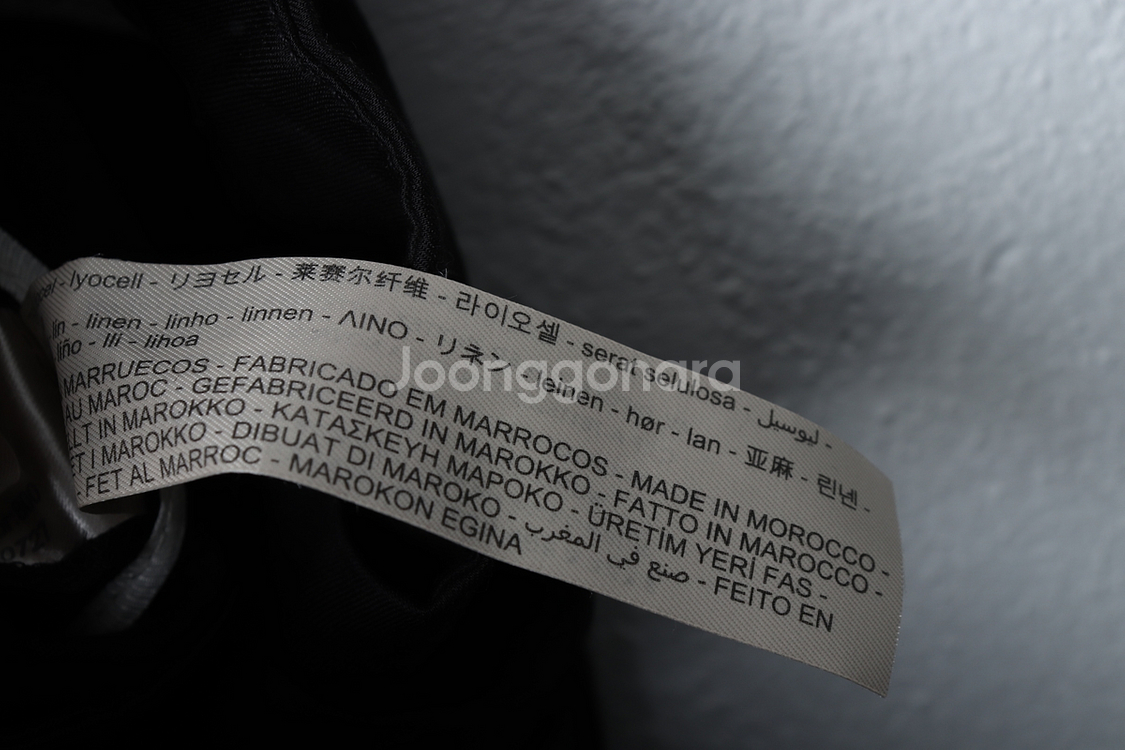 lyocell - リヨセル - 莱赛尔纤维 - 라이오셀 - serat selulosa - ليوسيل -
lin - linen - linho - linnen - ΛΙΝΟ - リネン - leinen - hør - lan - 亚麻 - 린넨 -
liño - lli - lihoa
MARRUECOS - FABRICADO EM MARROCOS - MADE IN MOROCCO -
AU MAROC - GEFABRICEERD IN MAROKKO - FATTO IN MAROCCO -
IN MAROKKO - ΚΑΤΑΣΚΕΥΗ ΜΑΡΟΚΟ - ÜRETİM YERİ FAS -
I MAROKKO - DIBUAT DI MAROKO - صنع في المغرب - FEITO EN
- FET AL MARROC - MAROKON EGINA
Joonggonara